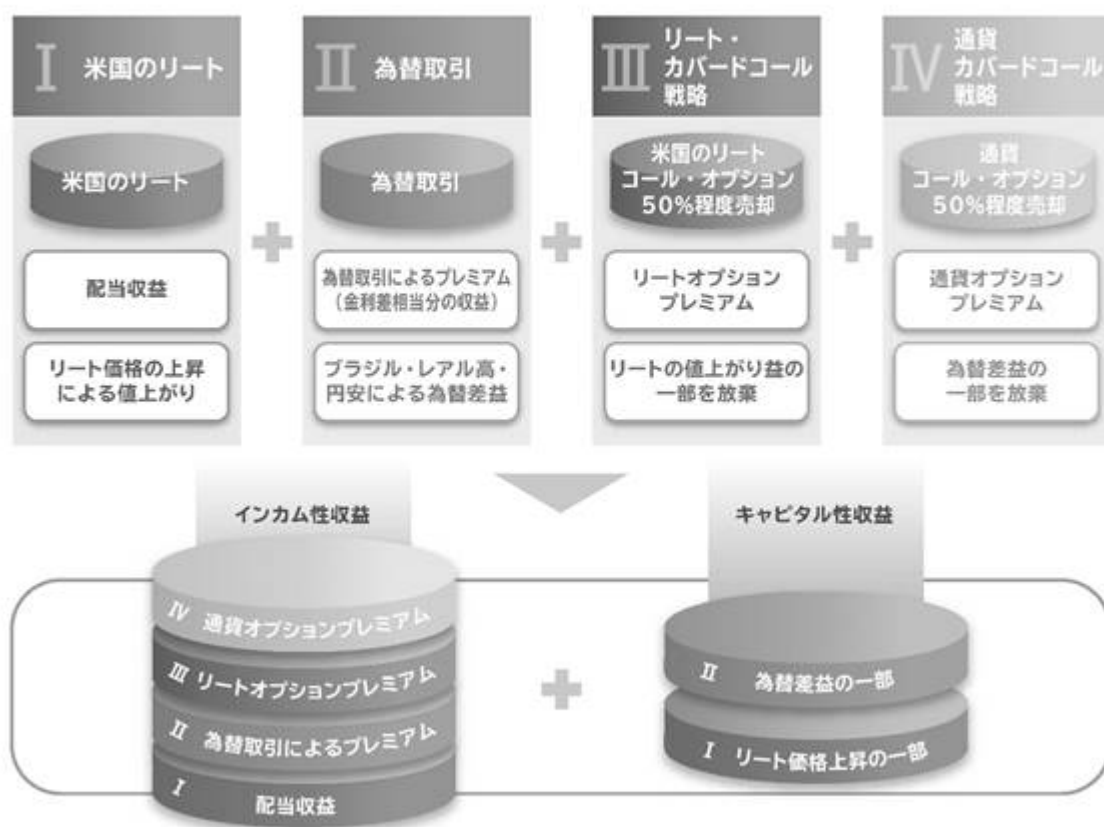 I 米国のリート
II 為替取引
III リート・
カバードコール
戦略
IV 通貨
カバードコール
戦略
米国のリート
為替取引
米国のリート
コール・オプション
50%程度売却
通貨
コール・オプション
50%程度売却
配当収益
為替取引によるプレミアム
(金利差相当分の収益)
リートオプション
プレミアム
通貨オプション
プレミアム
リート価格の上昇
による値上がり
ブラジル・レアル高・
円安による為替差益
リートの値上がり益の
一部を放棄
為替差益の
一部を放棄
インカム性収益
IV 通貨オプションプレミアム
III リートオプションプレミアム
II 為替取引によるプレミアム
I 配当収益
キャピタル性収益
II 為替差益の一部
I リート価格上昇の一部